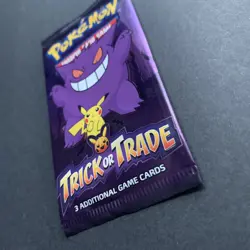 POKÉMON
TRICK OR TRADE
3 ADDITIONAL GAME CARDS